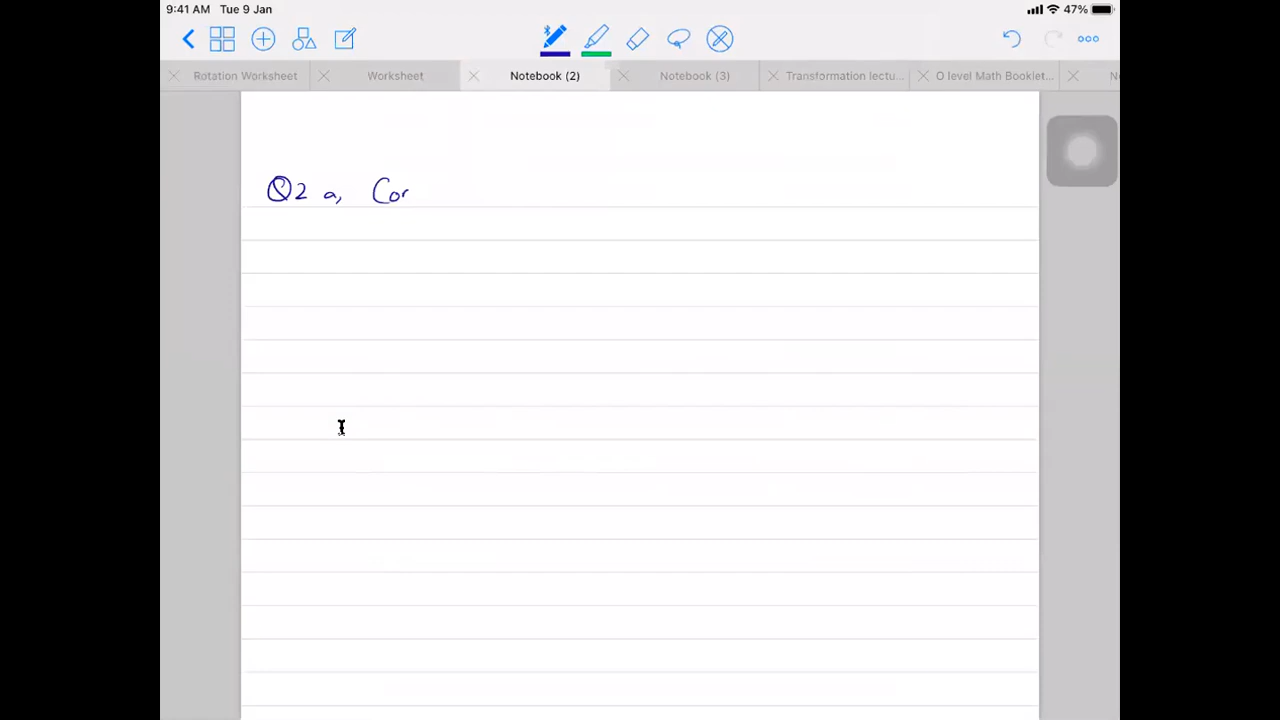 9:41 AM Tue 9 Jan 47%
Rotation Worksheet Worksheet Notebook (2) Notebook (3) Transformation lectu... O level Math Booklet...
Q2 a, Cor